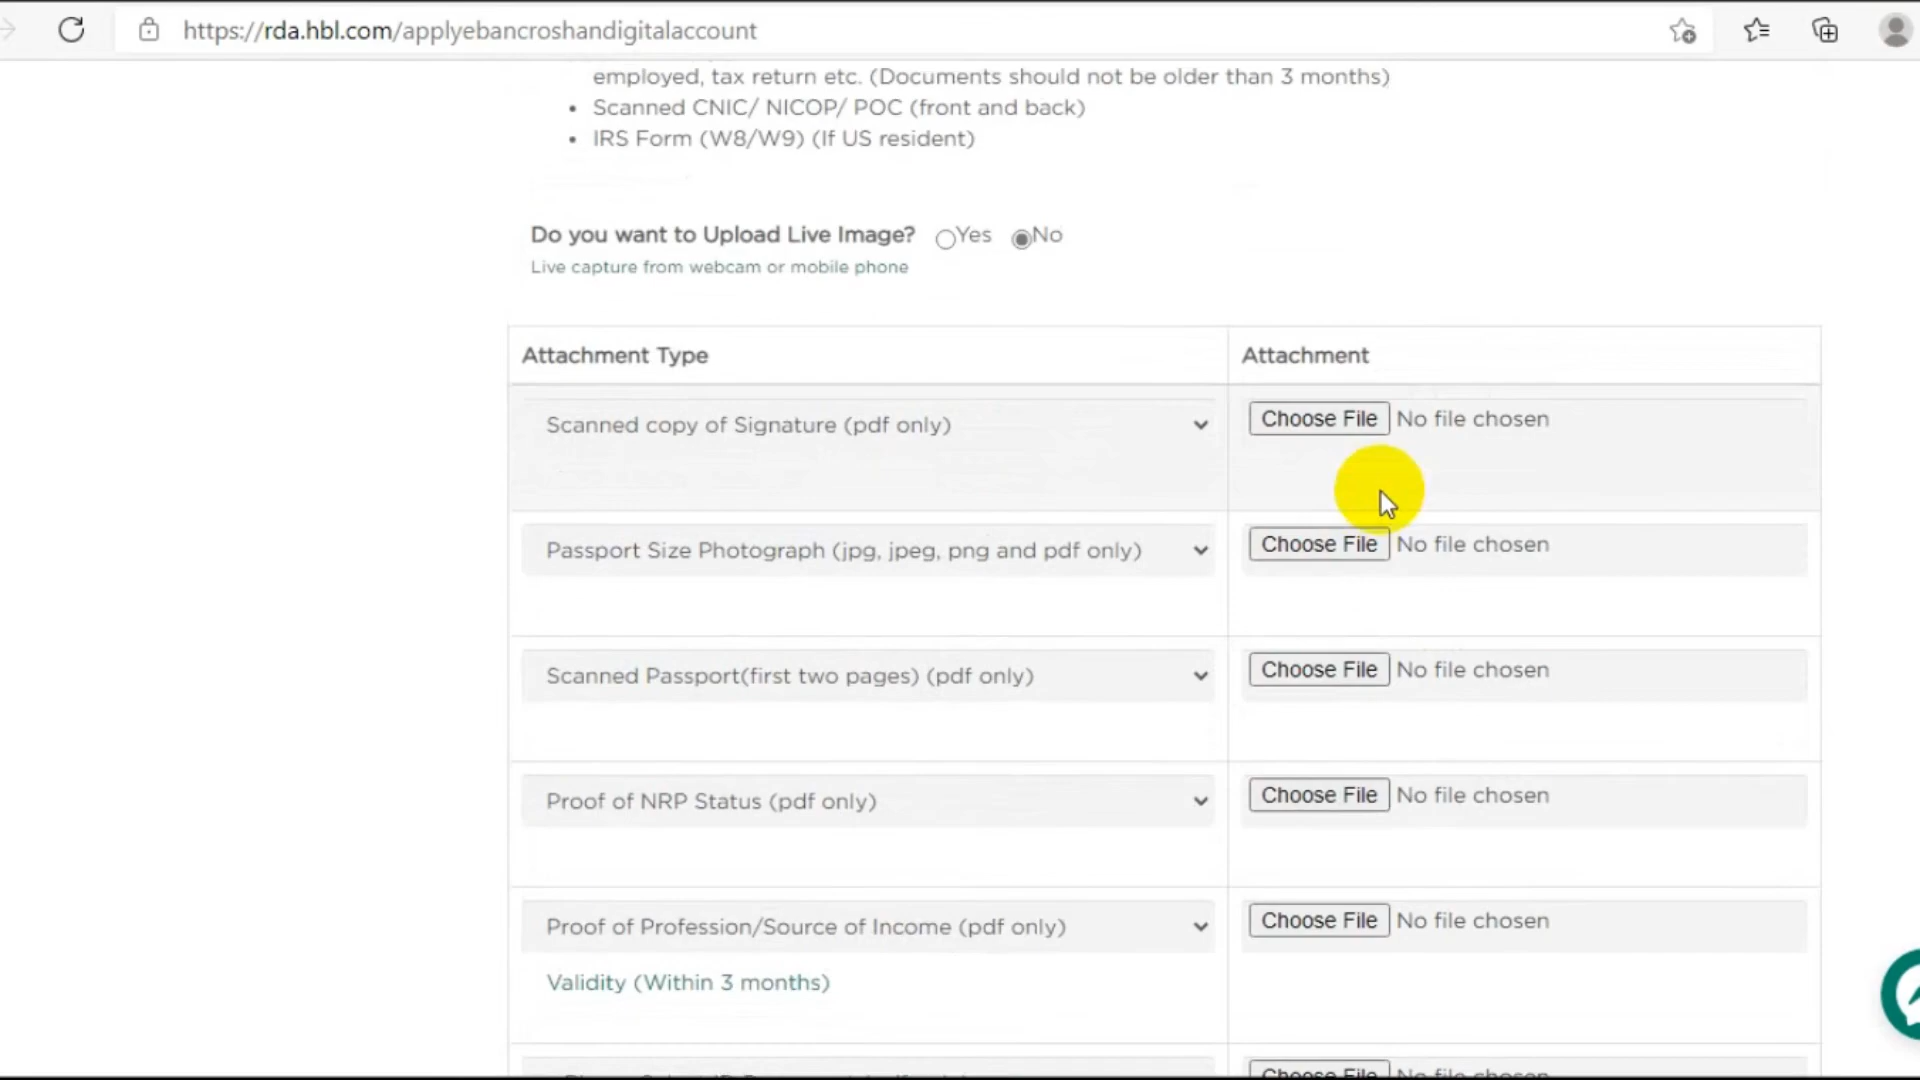 https://rda.hbl.com/applyebancroshandigitalaccount
employed, tax return etc. (Documents should not be older than 3 months)
• Scanned CNIC/ NICOP/ POC (front and back)
• IRS Form (W8/W9) (If US resident)
Do you want to Upload Live Image? Yes No
Live capture from webcam or mobile phone
Attachment Type Attachment
Scanned copy of Signature (pdf only) Choose File No file chosen
Passport Size Photograph (jpg, jpeg, png and pdf only) Choose File No file chosen
Scanned Passport(first two pages) (pdf only) Choose File No file chosen
Proof of NRP Status (pdf only) Choose File No file chosen
Proof of Profession/Source of Income (pdf only) Choose File No file chosen
Validity (Within 3 months)
Choose File No file chosen